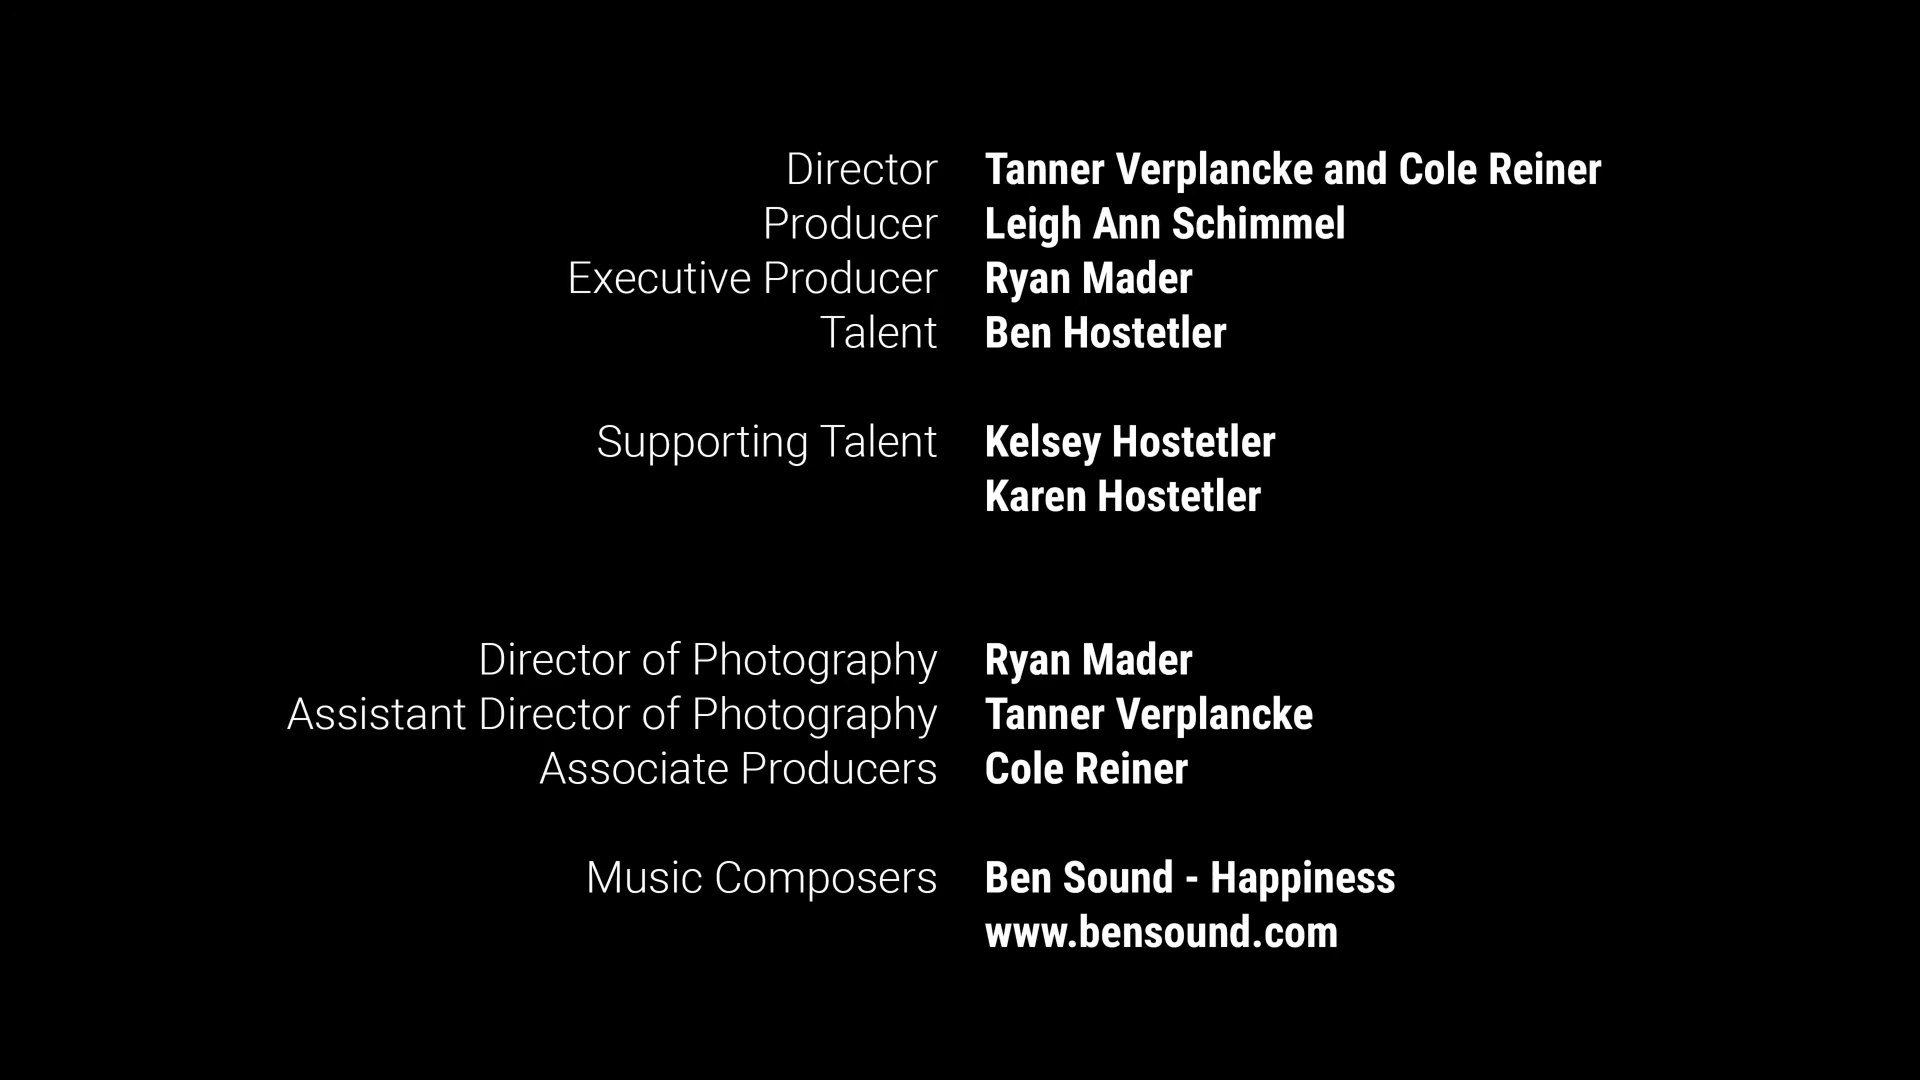 Director Tanner Verplancke and Cole Reiner
Producer Leigh Ann Schimmel
Executive Producer Ryan Mader
Talent Ben Hostetler
Supporting Talent Kelsey Hostetler
Karen Hostetler
Director of Photography Ryan Mader
Assistant Director of Photography Tanner Verplancke
Associate Producers Cole Reiner
Music Composers Ben Sound - Happiness
www.bensound.com